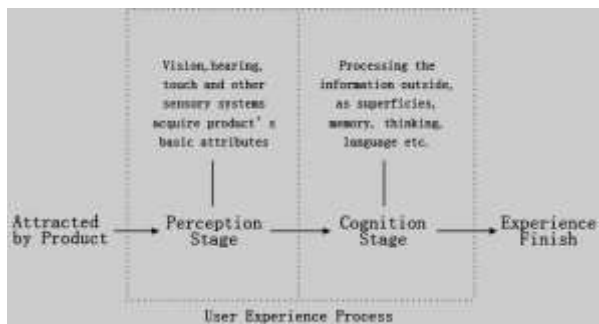 Vision,hearing,
touch and other
sensory systems
acquire product's
basic attributes
Processing the
information outside,
as superficies,
memory, thinking,
language etc.
Attracted
by Product
Perception
Stage
Cognition
Stage
Experience
Finish
User Experience Process